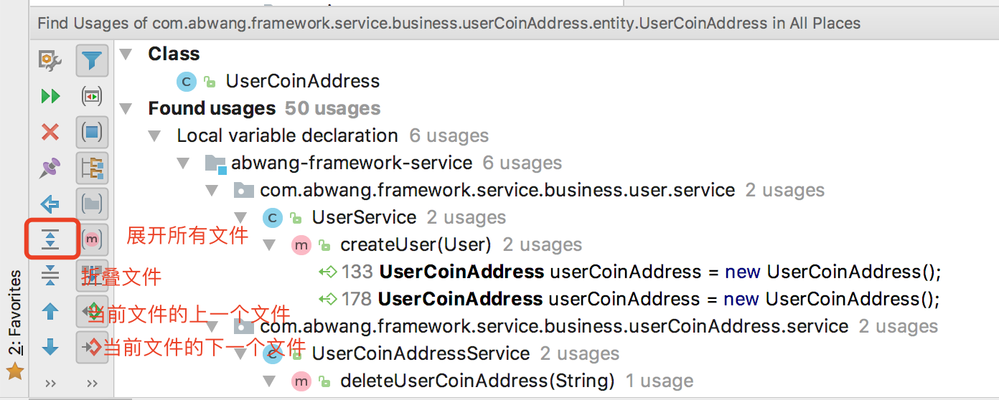 Find Usages of com.abwang.framework.service.business.userCoinAddress.entity.UserCoinAddress in All Places
Class
C UserCoinAddress
Found usages 50 usages
Local variable declaration 6 usages
abwang-framework-service 6 usages
com.abwang.framework.service.business.user.service 2 usages
C UserService 2 usages
m 展开所有文件
m createUser(User) 2 usages
133 UserCoinAddress userCoinAddress = new UserCoinAddress();
折叠文件
178 UserCoinAddress userCoinAddress = new UserCoinAddress();
当前文件的上一个文件
com.abwang.framework.service.business.userCoinAddress.service 2 usages
当前文件的下一个文件
C UserCoinAddressService 2 usages
m deleteUserCoinAddress(String) 1 usage
2: Favorites